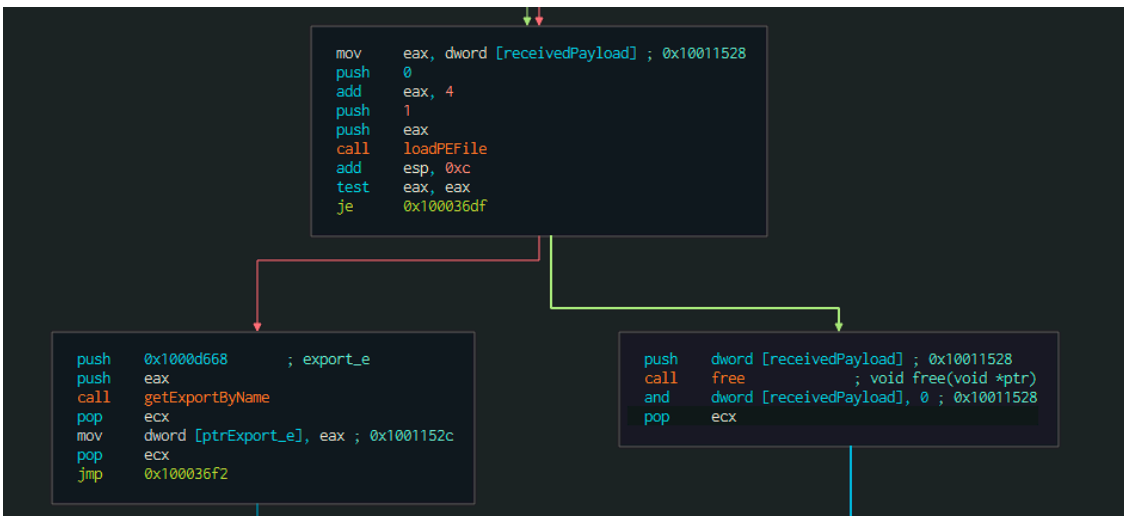 mov eax, dword [receivedPayload] ; 0x10011528
push 0
add eax, 4
push 1
push eax
call loadPEFile
add esp, 0xc
test eax, eax
je 0x100036df
push 0x1000d668 ; export_e
push eax
call getExportByName
pop ecx
mov dword [ptrExport_e], eax ; 0x1001152c
pop ecx
jmp 0x100036f2
push dword [receivedPayload] ; 0x10011528
call free ; void free(void *ptr)
and dword [receivedPayload], 0 ; 0x10011528
pop ecx